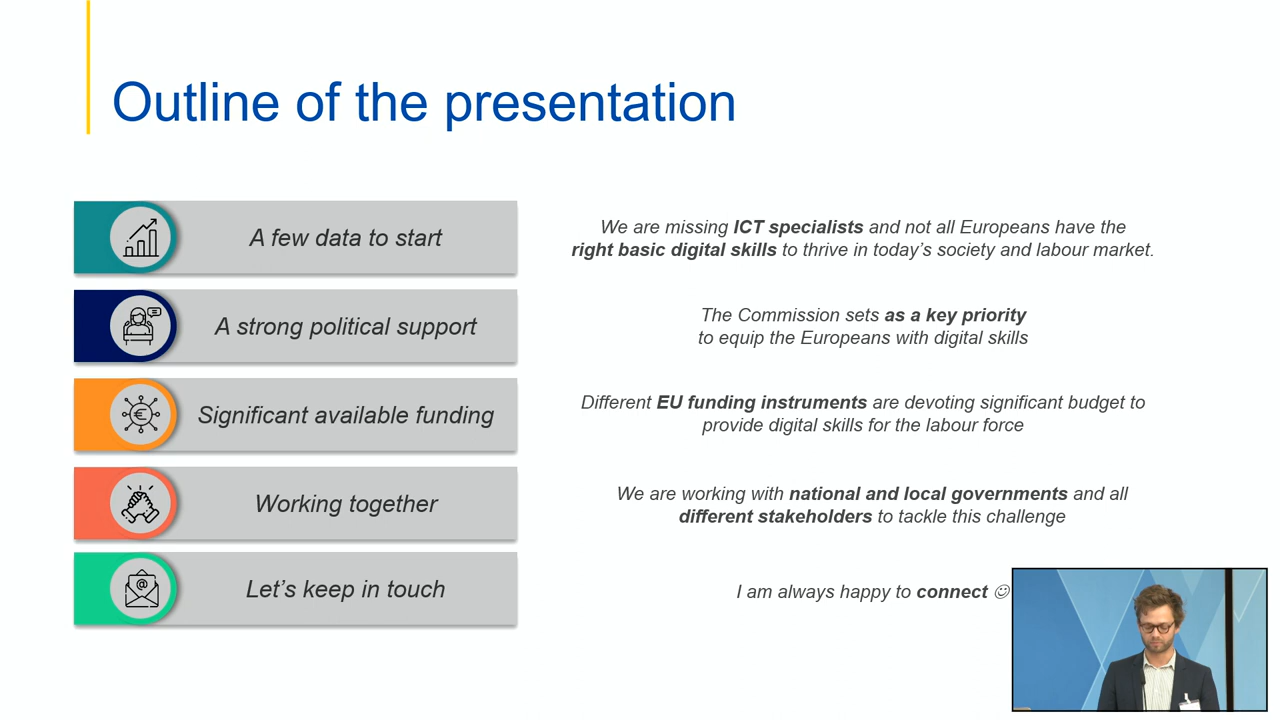 Outline of the presentation
A few data to start
We are missing ICT specialists and not all Europeans have the
right basic digital skills to thrive in today's society and labour market.
A strong political support
The Commission sets as a key priority
to equip the Europeans with digital skills
€
Significant available funding
Different EU funding instruments are devoting significant budget to
provide digital skills for the labour force
Working together
We are working with national and local governments and all
different stakeholders to tackle this challenge
@
Let's keep in touch
I am always happy to connect ☺